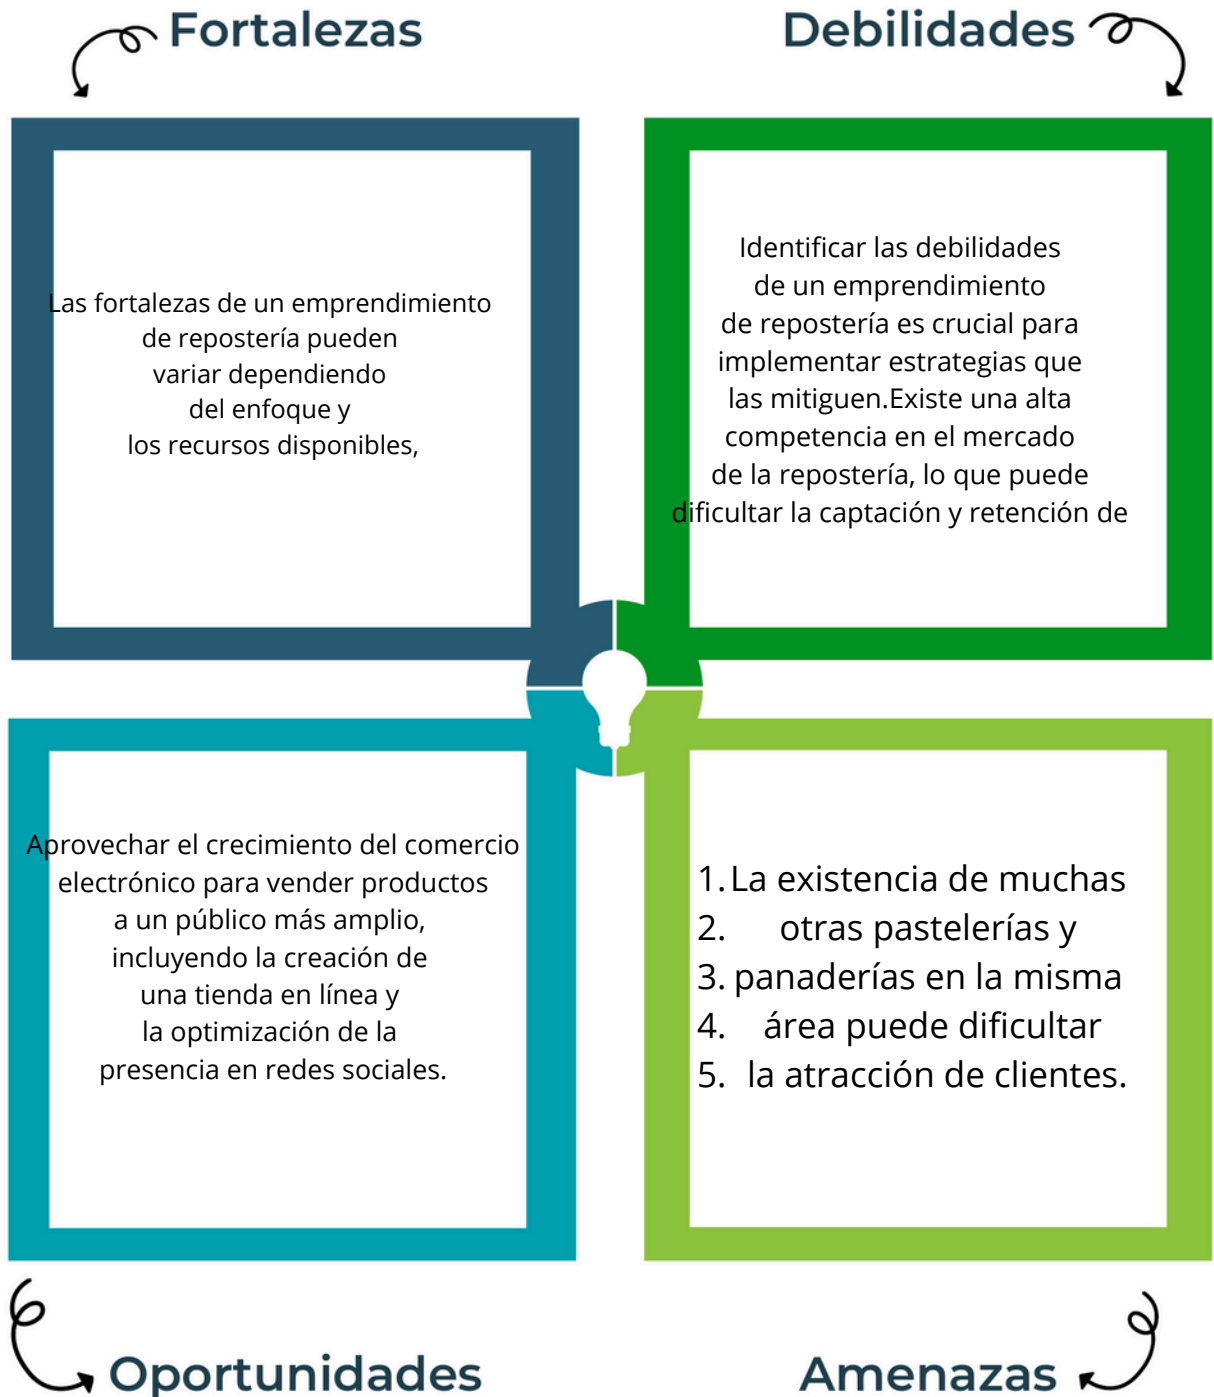 Fortalezas
Las fortalezas de un emprendimiento
de repostería pueden
variar dependiendo
del enfoque y
los recursos disponibles,
Debilidades
Identificar las debilidades
de un emprendimiento
de repostería es crucial para
implementar estrategias que
las mitiguen.Existe una alta
competencia en el mercado
de la repostería, lo que puede
dificultar la captación y retención de
Aprovechar el crecimiento del comercio
electrónico para vender productos
a un público más amplio,
incluyendo la creación de
una tienda en línea y
la optimización de la
presencia en redes sociales.
Oportunidades
1. La existencia de muchas
2. otras pastelerías y
3. panaderías en la misma
4. área puede dificultar
5. la atracción de clientes.
Amenazas